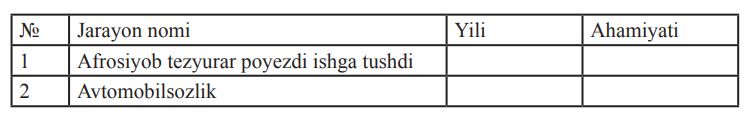 № Jarayon nomi Yili Ahamiyati
1 Afrosiyob tezyurar poyezdi ishga tushdi
2 Avtomobilsozlik